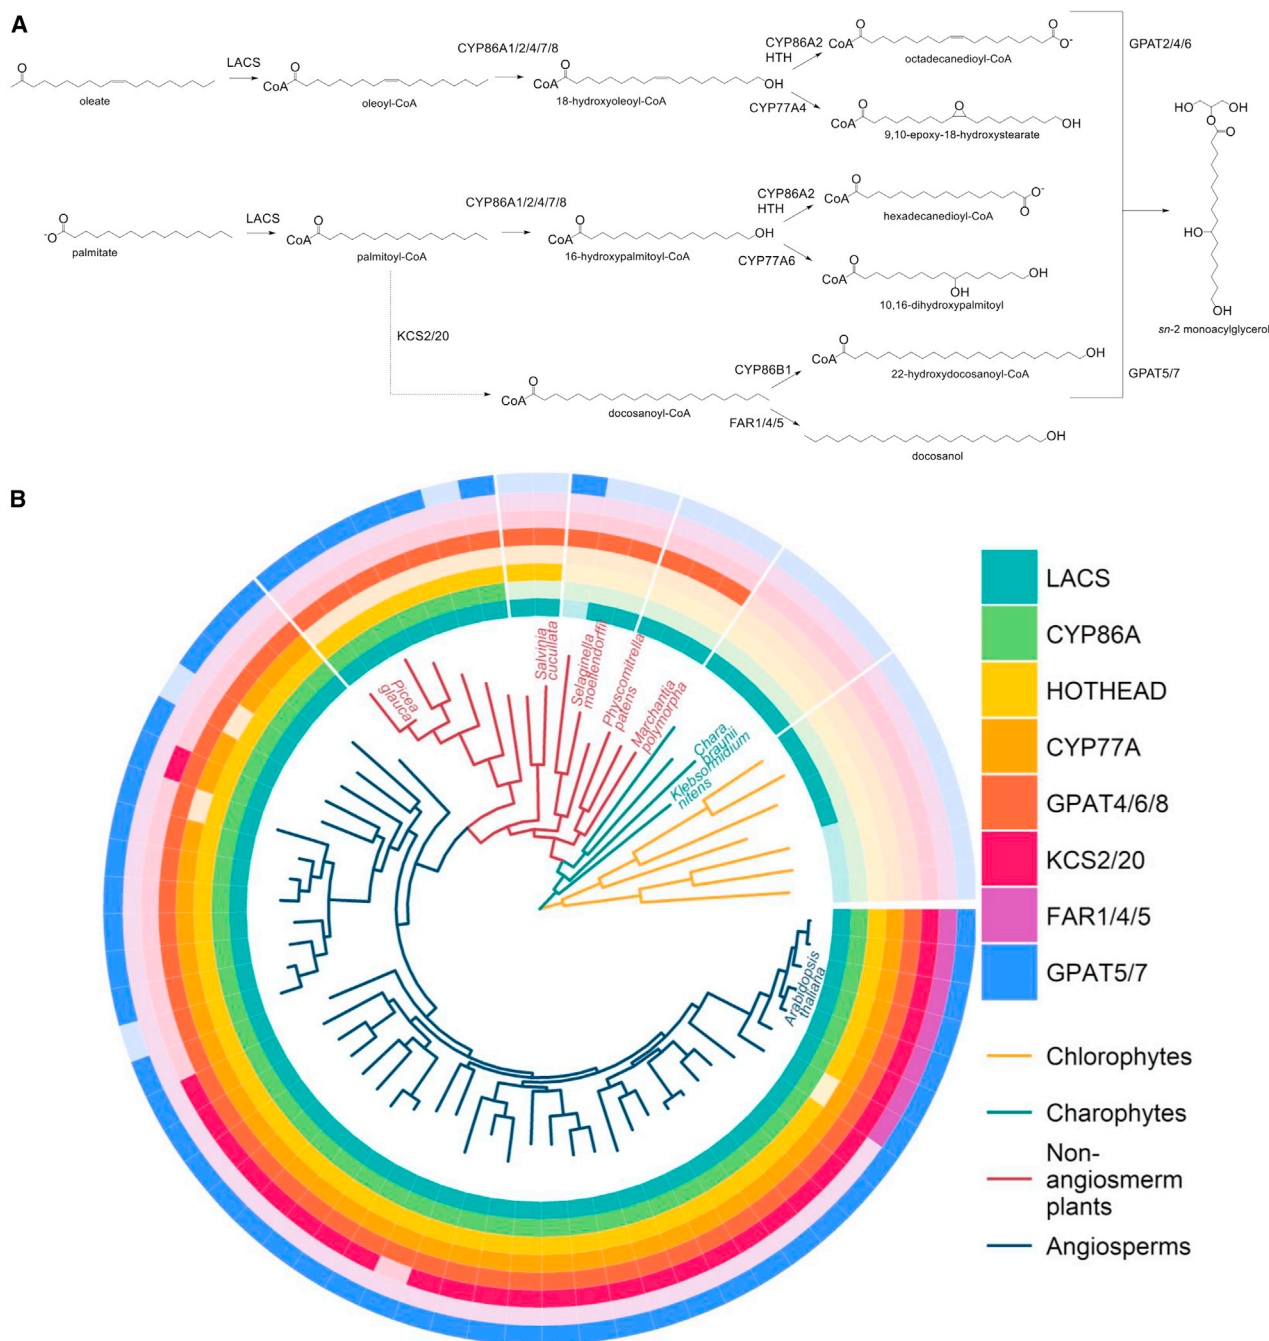 A
O
oleate
LACS
O
CoA
oleoyl-CoA
CYP86A1/2/4/7/8
O
CoA
OH
18-hydroxyoleoyl-CoA
CYP86A2
HTH
CYP77A4
O
CoA
O
O-
octadecanedioyl-CoA
O
CoA
O
OH
9,10-epoxy-18-hydroxystearate
GPAT2/4/6
O
-O
palmitate
LACS
O
CoA
palmitoyl-CoA
CYP86A1/2/4/7/8
O
CoA
OH
16-hydroxypalmitoyl-CoA
CYP86A2
HTH
CYP77A6
O
CoA
O-
O
hexadecanedioyl-CoA
O
CoA
OH
OH
10,16-dihydroxypalmitoyl
HO
OH
O
O
HO
OH
sn-2 monoacylglycerol
KCS2/20
O
CoA
docosanoyl-CoA
CYP86B1
FAR1/4/5
O
CoA
OH
22-hydroxydocosanoyl-CoA
OH
docosanol
GPAT5/7
B
Picea
glauca
Salvinia
cucullata
Selaginella
moellendorffii
Physcomitrella
patens
Marchantia
polymorpha
Chara
braunii
Klebsormidium
nitens
Arabidopsis
thaliana
LACS
CYP86A
HOTHEAD
CYP77A
GPAT4/6/8
KCS2/20
FAR1/4/5
GPAT5/7
Chlorophytes
Charophytes
Non-
angiosmerm
plants
Angiosperms